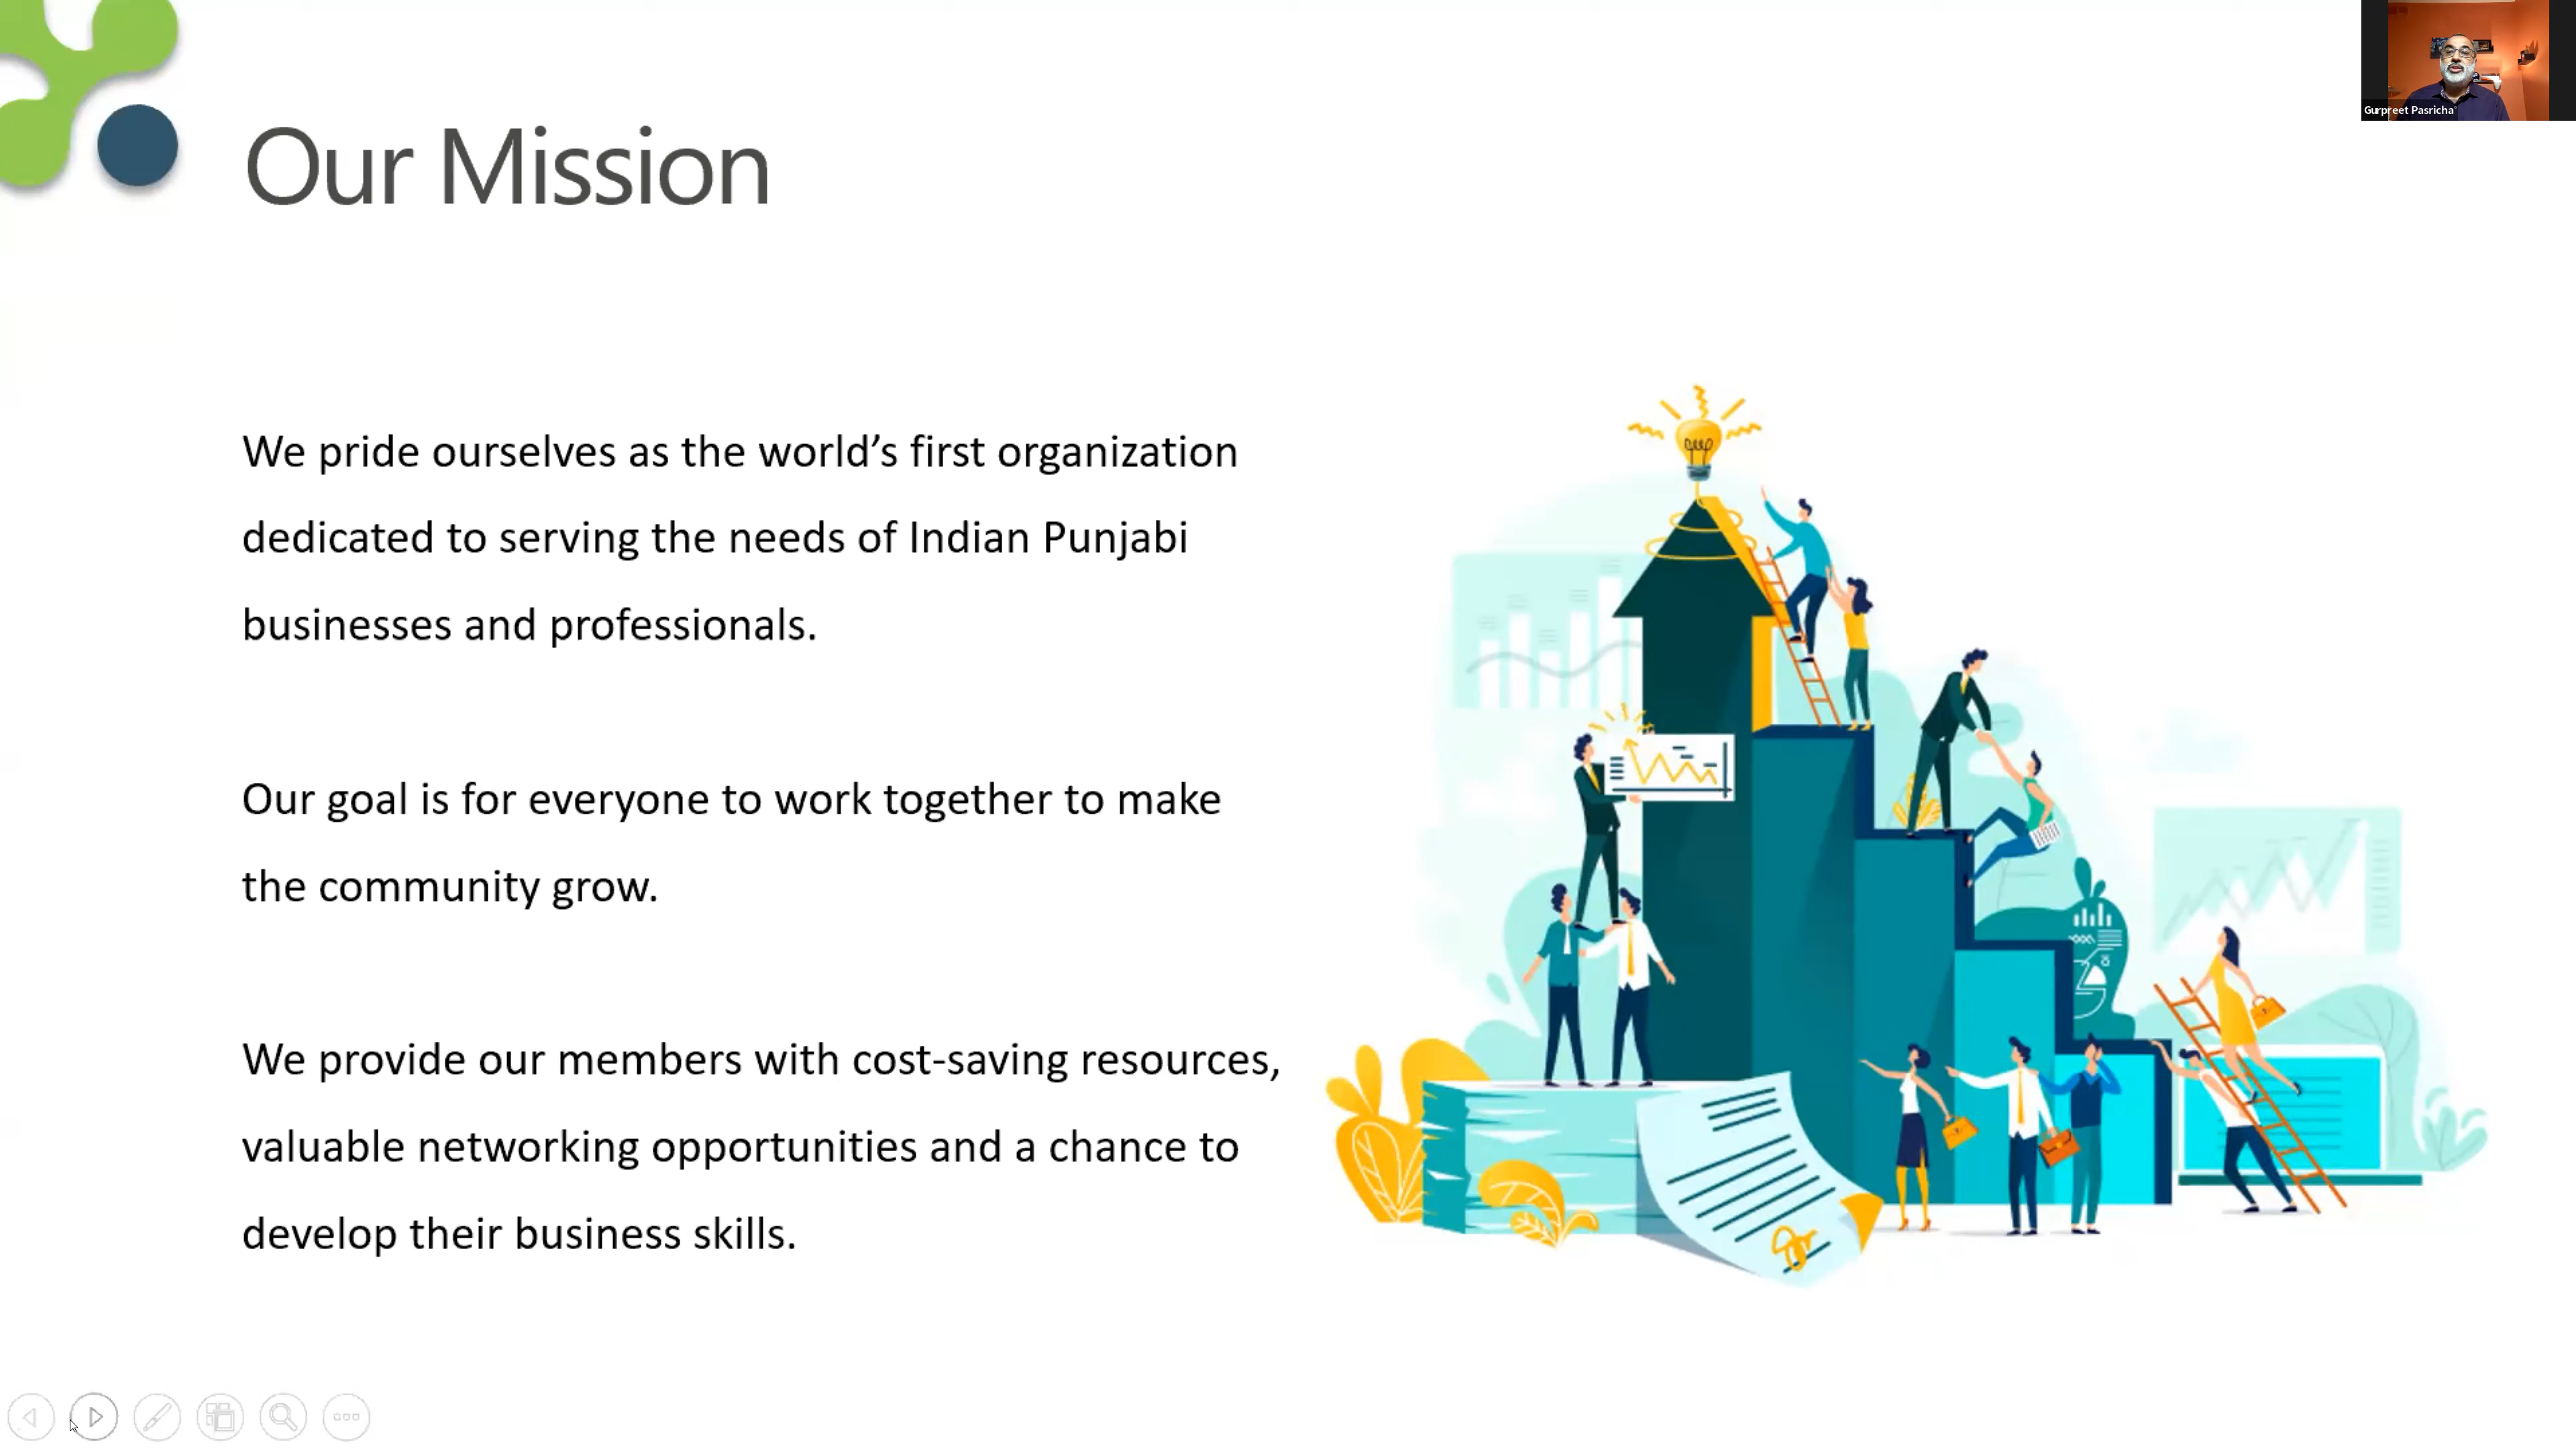 Gurpreet Pasricha
Our Mission
We pride ourselves as the world’s first organization
dedicated to serving the needs of Indian Punjabi
businesses and professionals.
Our goal is for everyone to work together to make
the community grow.
We provide our members with cost-saving resources,
valuable networking opportunities and a chance to
develop their business skills.